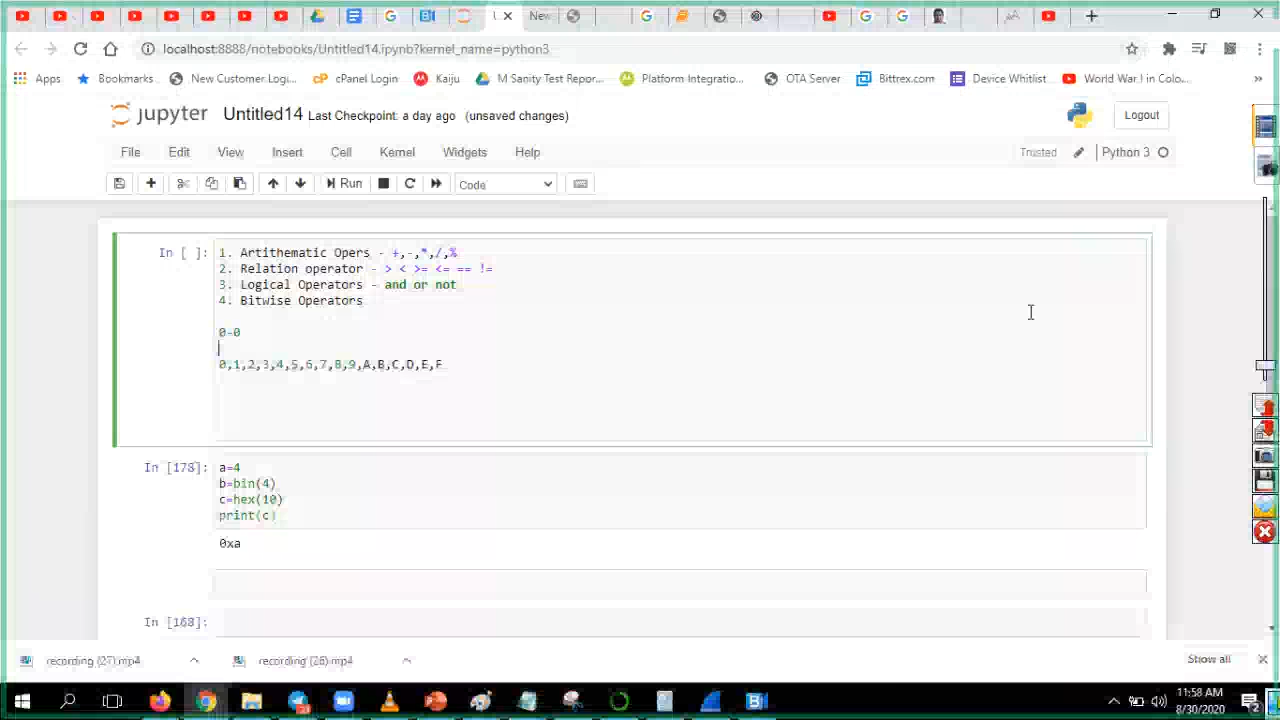 New
localhost:8888/notebooks/Untitled14.ipynb?kernel_name=python3
Apps Bookmarks New Customer Logi... cPanel Login Kaiju M Sanity Test Repor... Platform Integratio... OTA Server Bittrex.com Device Whitlist World War I in Colo... »
jupyter Untitled14 Last Checkpoint: a day ago (unsaved changes) Logout
File Edit View Insert Cell Kernel Widgets Help Trusted Python 3
Run Code
In [ ]: 1. Artithematic Opers - +,-,*,/,%
2. Relation operator - > < >= <= == !=
3. Logical Operators - and or not
4. Bitwise Operators
0-0
0,1,2,3,4,5,6,7,8,9,A,B,C,D,E,F
In [178]: a=4
b=bin(4)
c=hex(10)
print(c)
0xa
In [168]:
recording (27).mp4 recording (26).mp4 Show all
11:58 AM
8/30/2020
2